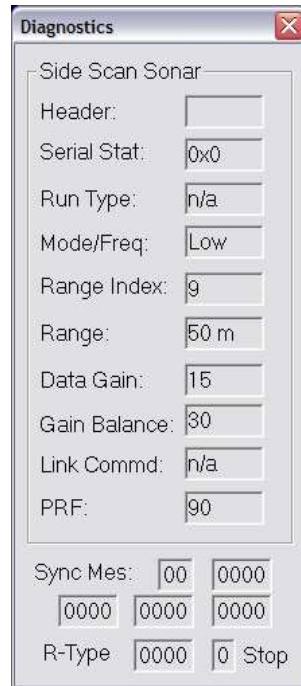 Diagnostics
Side Scan Sonar
Header:
Serial Stat: 0x0
Run Type: n/a
Mode/Freq: Low
Range Index: 9
Range: 50 m
Data Gain: 15
Gain Balance: 30
Link Commd: n/a
PRF: 90
Sync Mes: 00 0000
0000 0000 0000
R-Type 0000 0 Stop